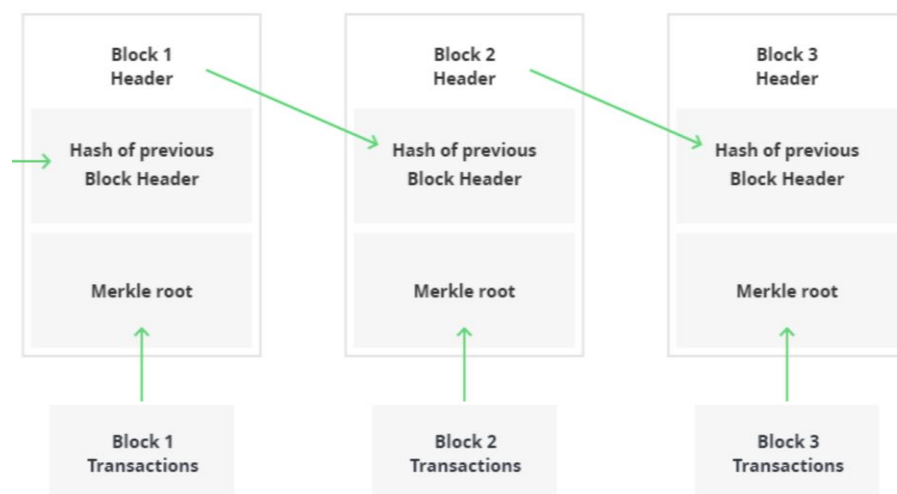 Block 1
Header
Hash of previous
Block Header
Merkle root
Block 1
Transactions
Block 2
Header
Hash of previous
Block Header
Merkle root
Block 2
Transactions
Block 3
Header
Hash of previous
Block Header
Merkle root
Block 3
Transactions